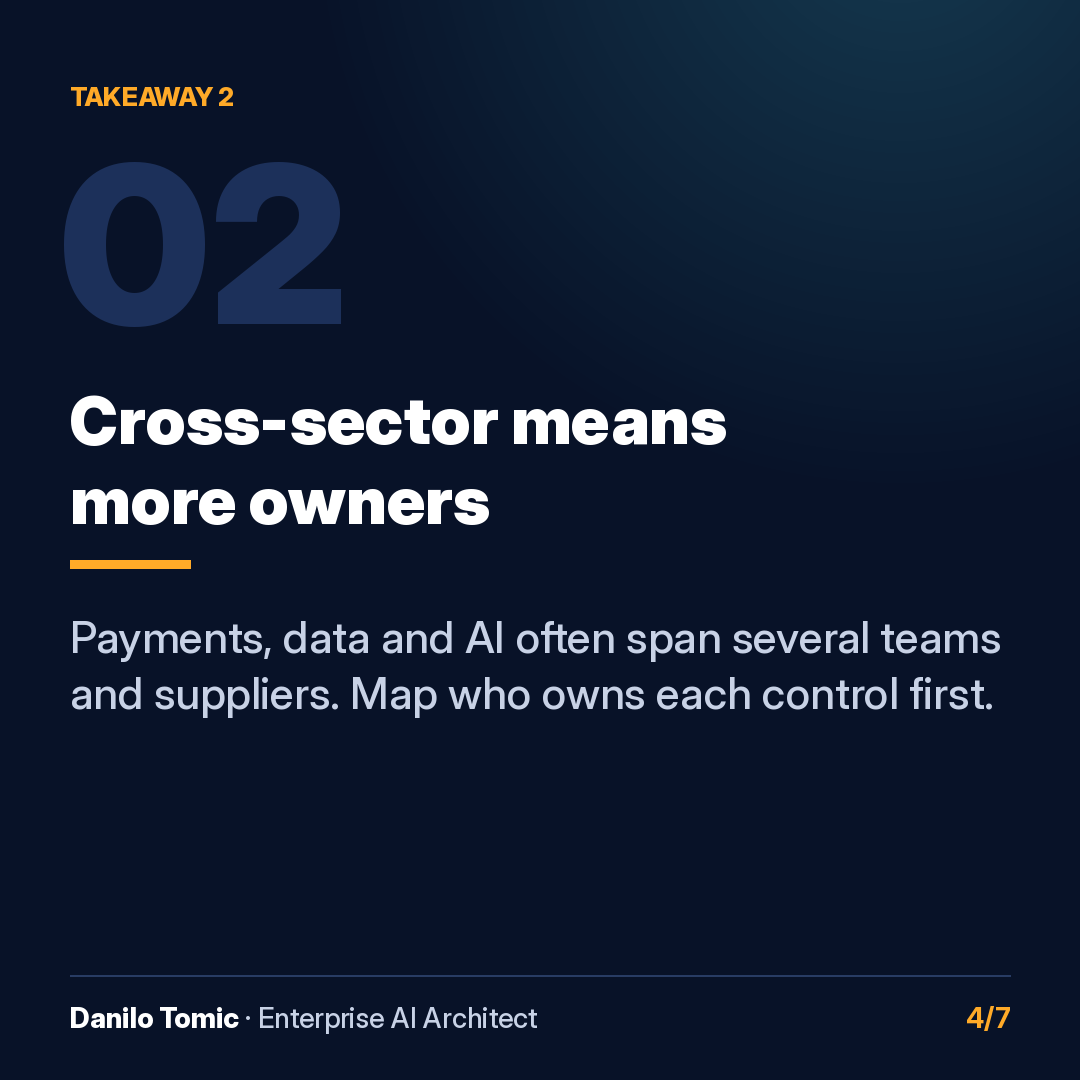 TAKEAWAY 2
02
Cross-sector means
more owners
Payments, data and AI often span several teams
and suppliers. Map who owns each control first.
Danilo Tomic · Enterprise AI Architect
4/7